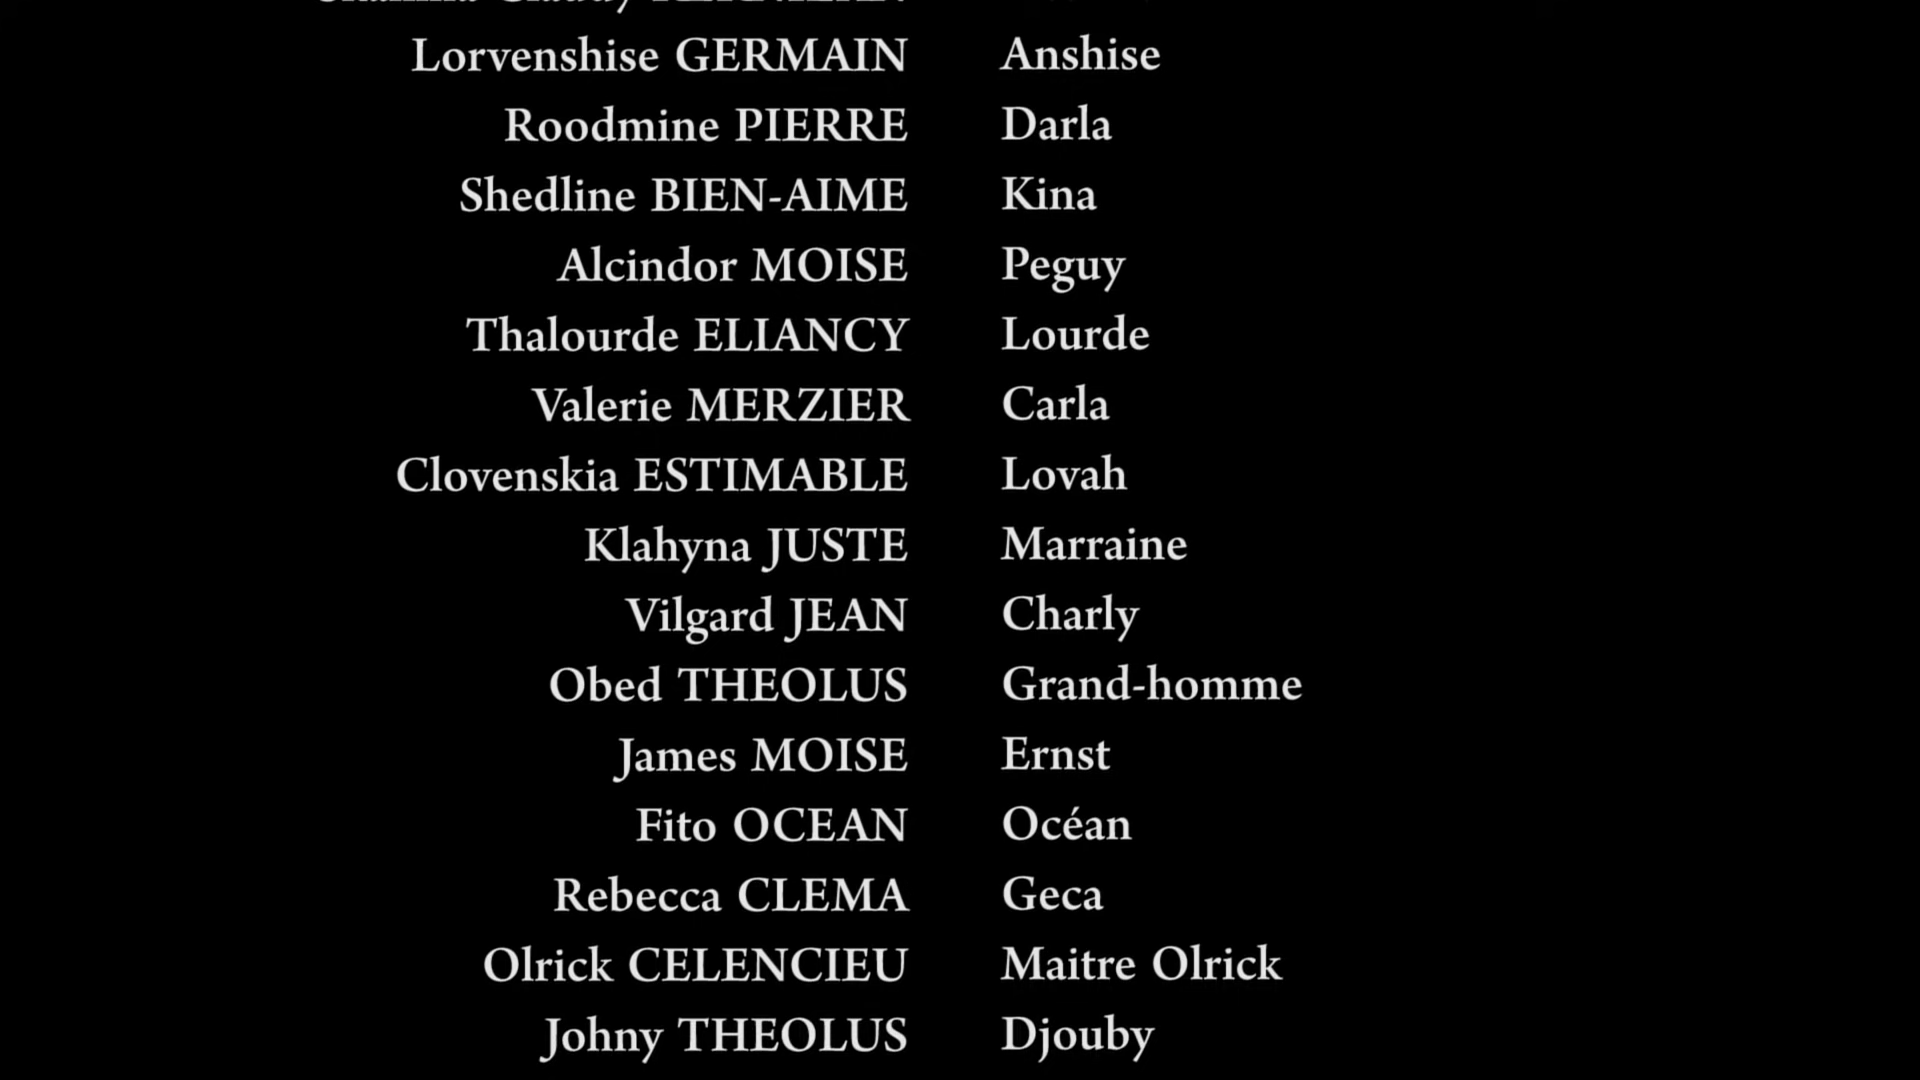 Lorvenshise GERMAIN Anshise
Roodmine PIERRE Darla
Shedline BIEN-AIME Kina
Alcindor MOISE Peguy
Thalourde ELIANCY Lourde
Valerie MERZIER Carla
Clovenskia ESTIMABLE Lovah
Klahyna JUSTE Marraine
Vilgard JEAN Charly
Obed THEOLUS Grand-homme
James MOISE Ernst
Fito OCEAN Océan
Rebecca CLEMA Geca
Olrick CELENCIEU Maitre Olrick
Johny THEOLUS Djouby